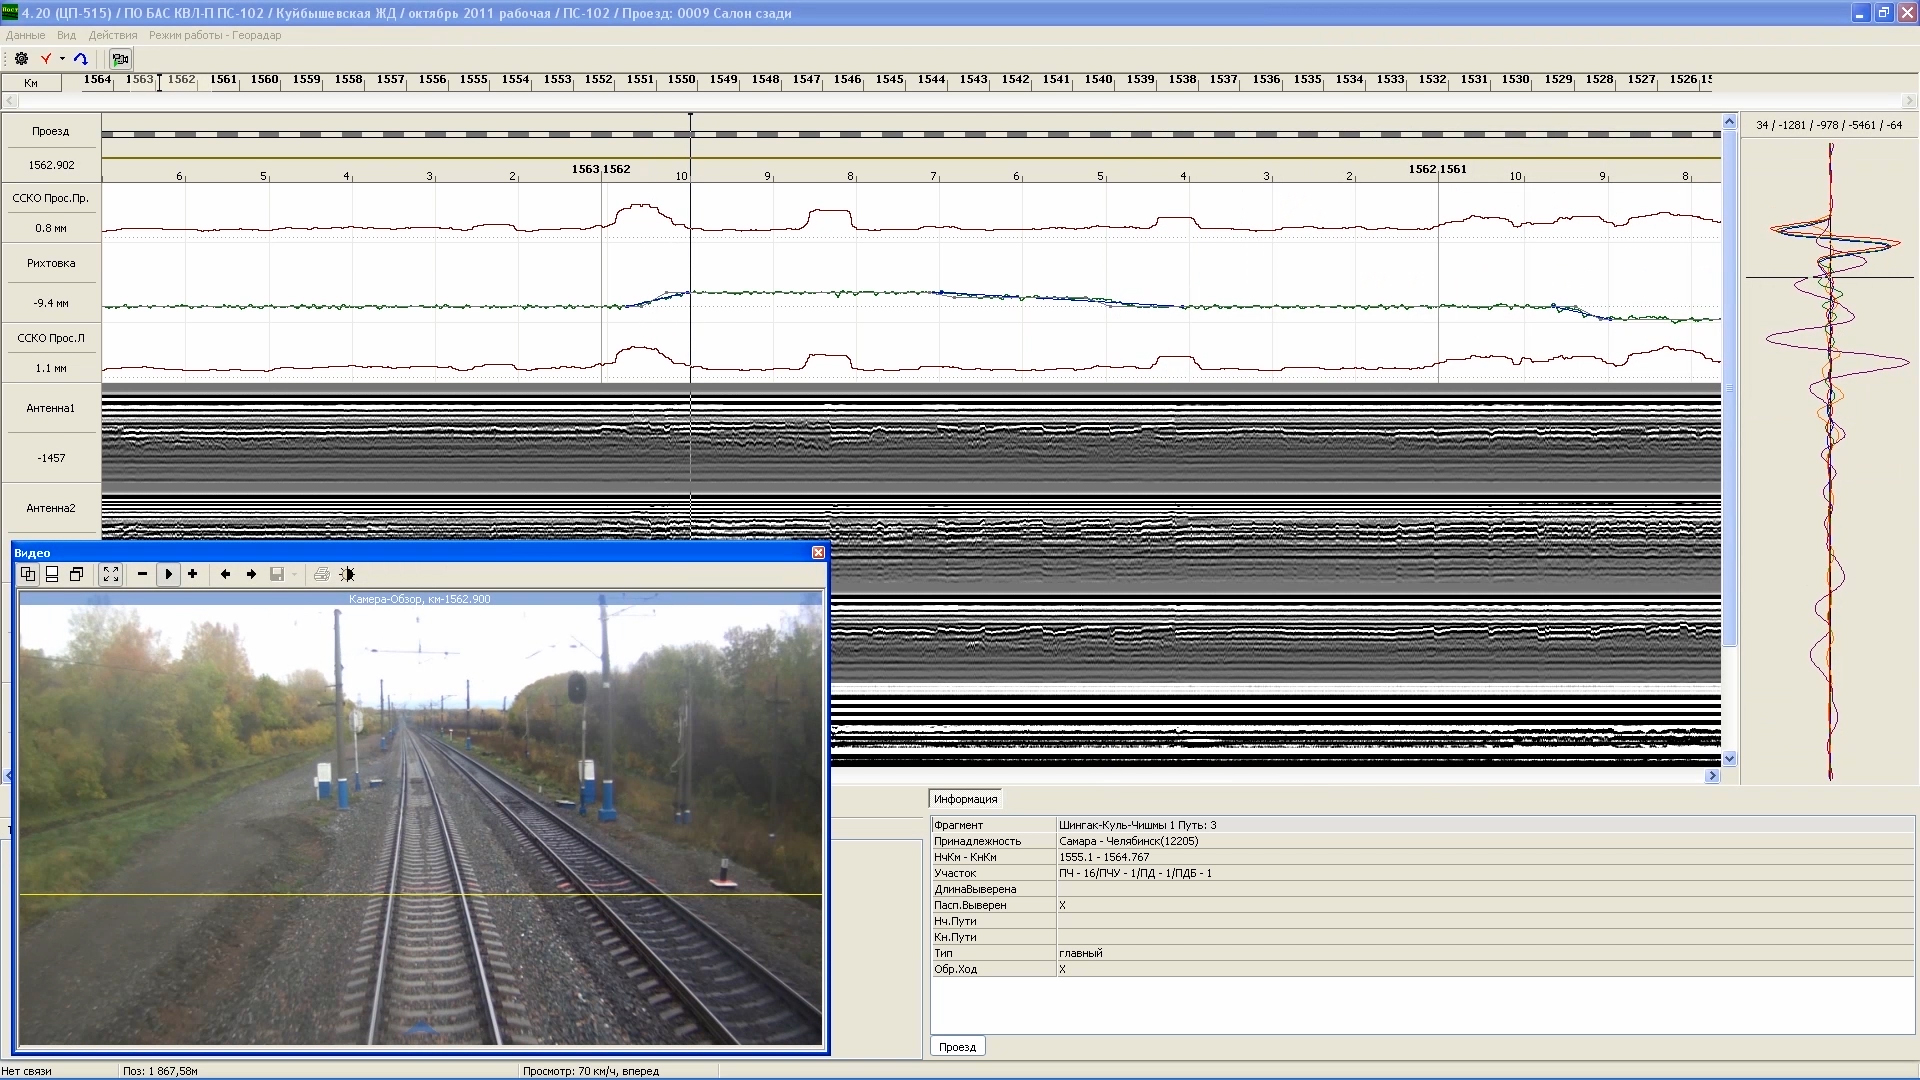 4.20 (ЦП-515) / ПО БАС КВЛ-П ПС-102 / Куйбышевская ЖД / октябрь 2011 рабочая / ПС-102 / Проезд: 0009 Салон сзади
Данные Вид Действия Режим работы - Георадар
Км 1564 1563 1562 1561 1560 1559 1558 1557 1556 1555 1554 1553 1552 1551 1550 1549 1548 1547 1546 1545 1544 1543 1542 1541 1540 1539 1538 1537 1536 1535 1534 1533 1532 1531 1530 1529 1528 1527 1526
Проезд
34 / -1281 / -978 / -5461 / -64
1562.902
1563 1562 1562 1561
6 5 4 3 2 10 9 8 7 6 5 4 3 2 10 9 8
ССКО Прос.Пр.
0.8 мм
Рихтовка
-9.4 мм
ССКО Прос.Л
1.1 мм
Антенна1
-1457
Антенна2
Видео
Камера-Обзор, км-1562.900
Информация
Фрагмент Шингак-Куль-Чишмы 1 Путь: 3
Принадлежность Самара - Челябинск(12205)
НчКм - КнКм 1555.1 - 1564.767
Участок ПЧ - 16/ПЧУ - 1/ПД - 1/ПДБ - 1
ДлинаВыверена
Пасп.Выверен X
Нч.Пути
Кн.Пути
Тип главный
Обр.Ход X
Проезд
Нет связи Поз: 1 867,58м Просмотр: 70 км/ч, вперед